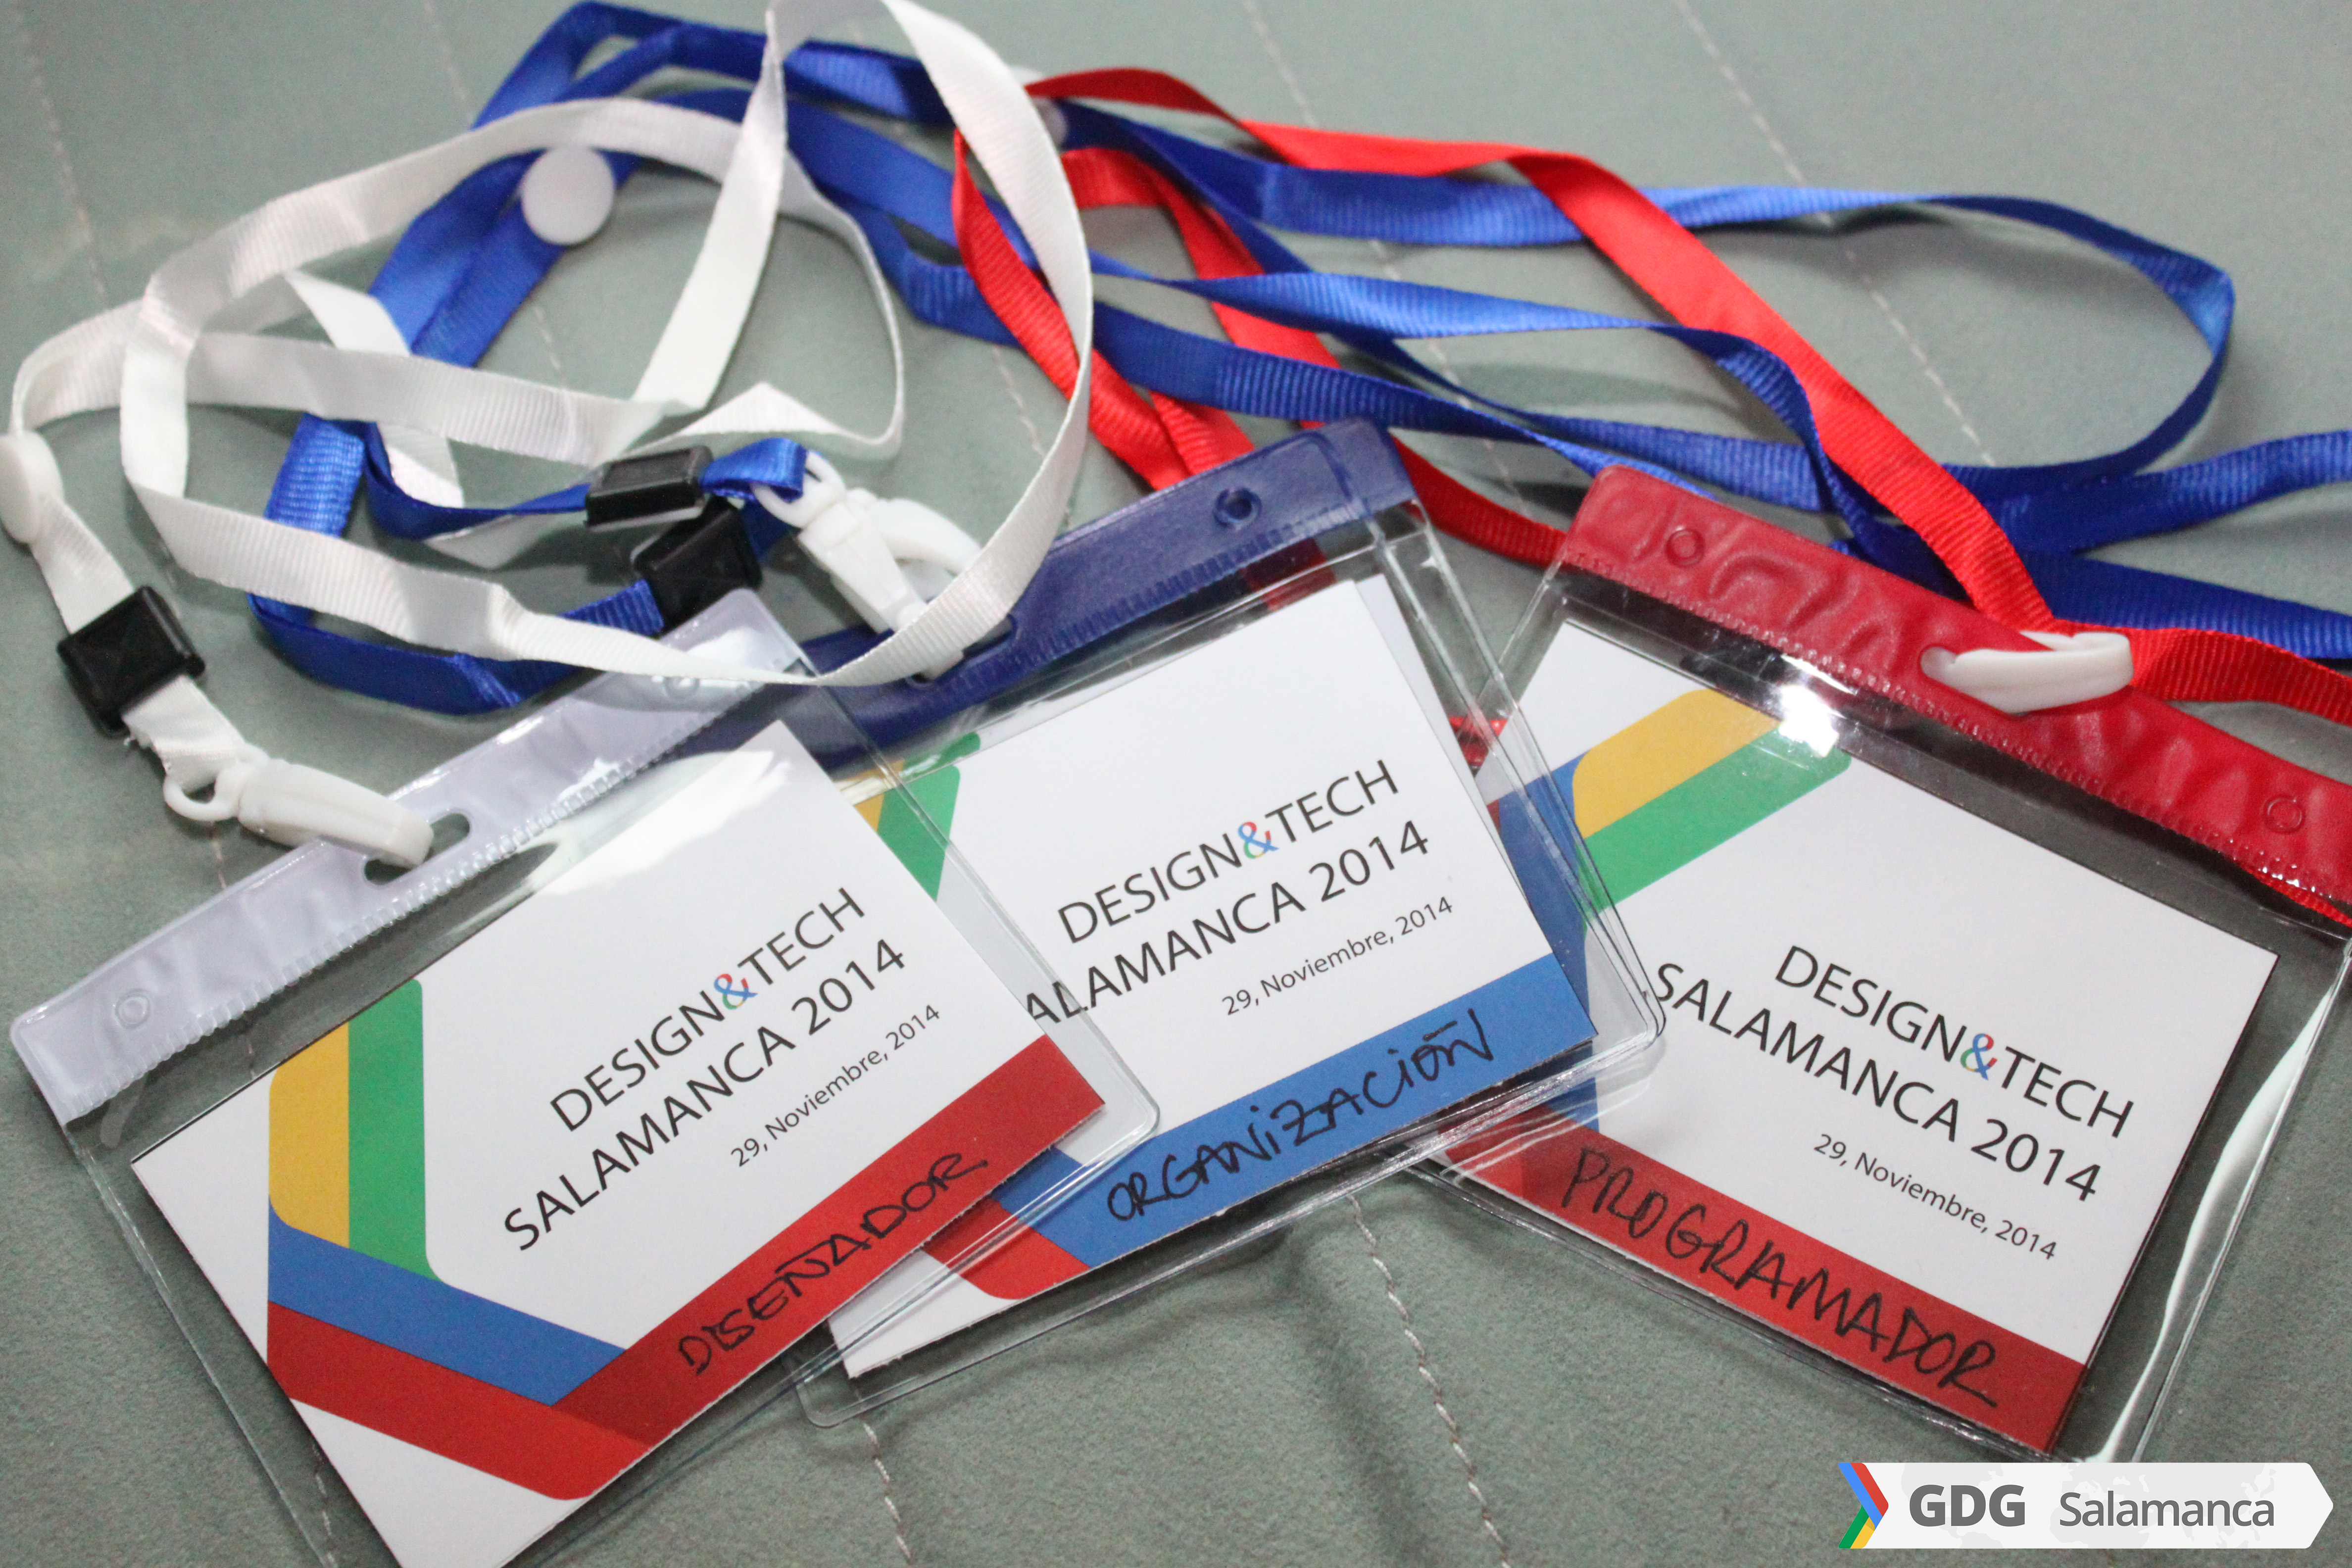 DESIGN&TECH
SALAMANCA 2014
29, Noviembre, 2014
DISEÑADOR
DESIGN&TECH
ALAMANCA 2014
29, Noviembre, 2014
ORGANIZACIÓN
DESIGN&TECH
SALAMANCA 2014
29, Noviembre, 2014
PROGRAMADOR
GDG Salamanca